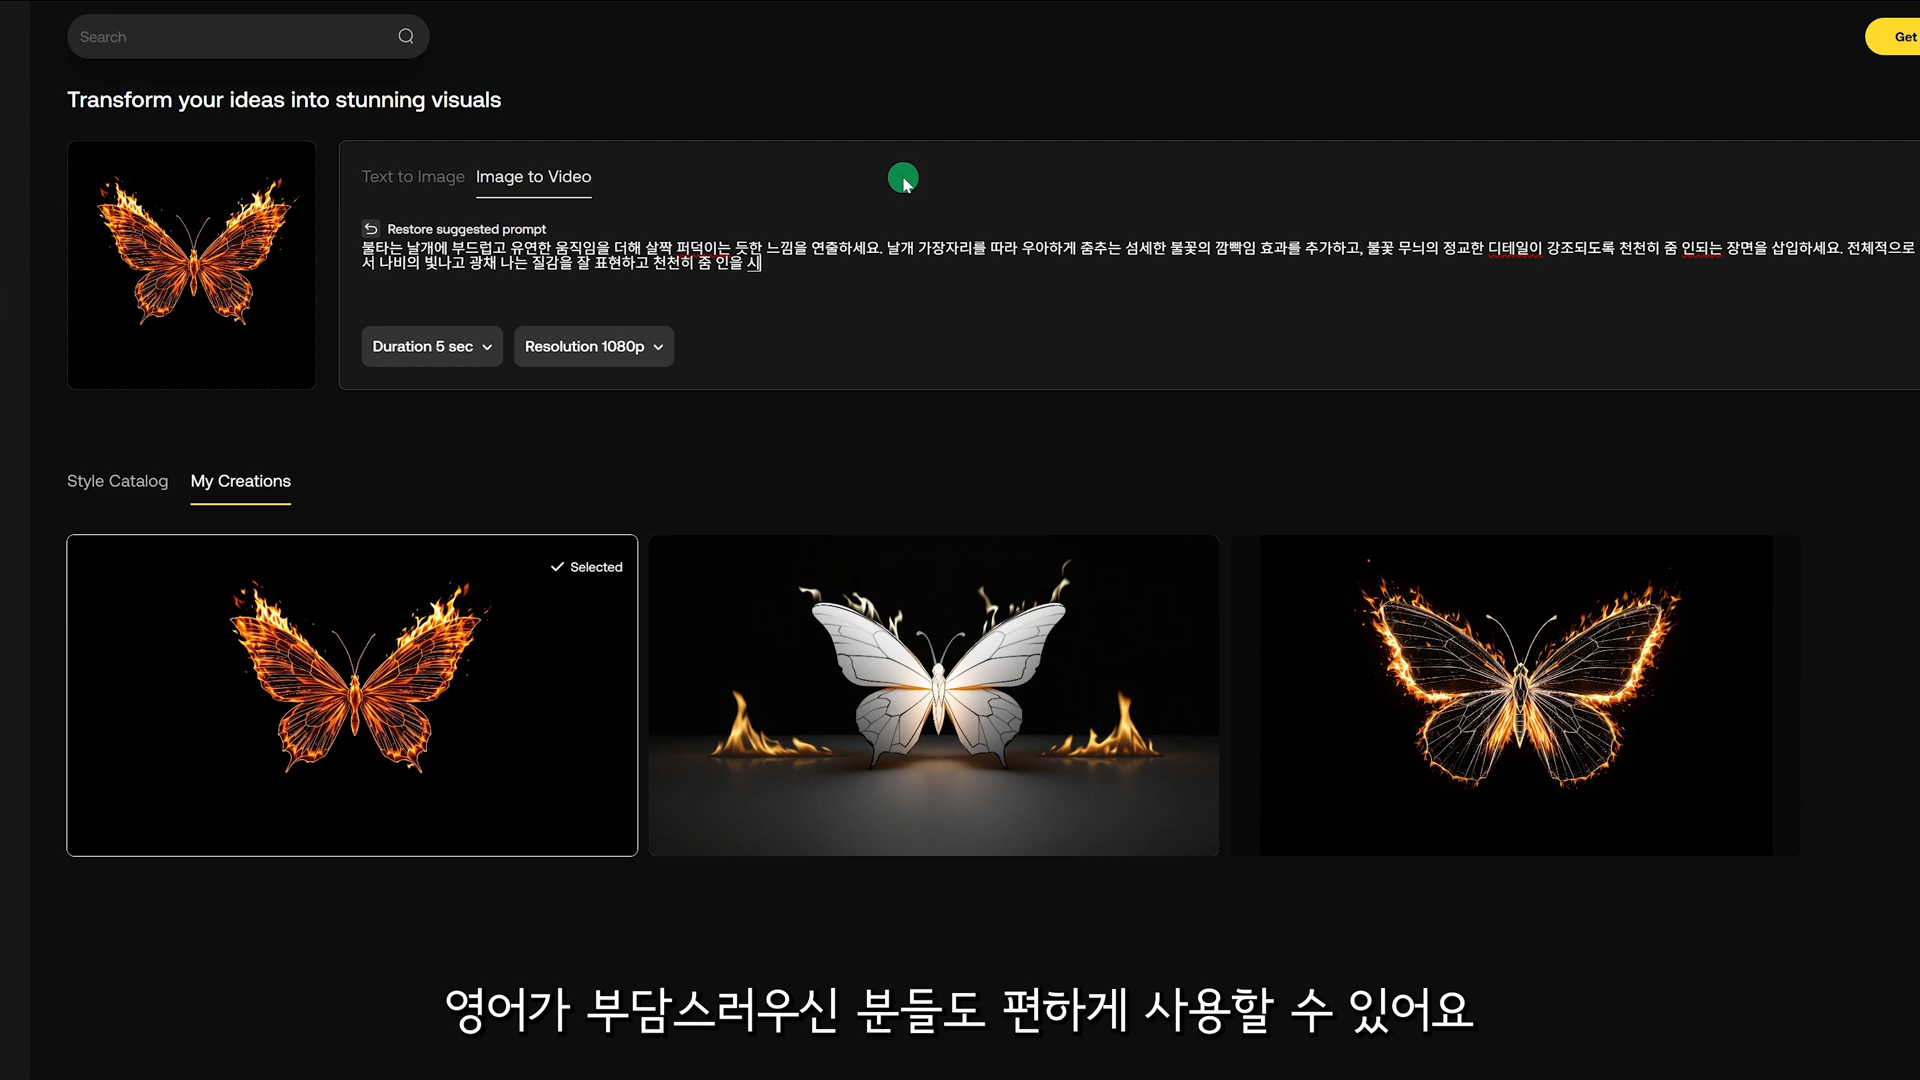 Search
Get
Transform your ideas into stunning visuals
Text to Image
Image to Video
Restore suggested prompt
불타는 날개에 부드럽고 유연한 움직임을 더해 살짝 퍼덕이는 듯한 느낌을 연출하세요. 날개 가장자리를 따라 우아하게 춤추는 섬세한 불꽃의 깜빡임 효과를 추가하고, 불꽃 무늬의 정교한 디테일이 강조되도록 천천히 줌 인되는 장면을 삽입하세요. 전체적으로
서 나비의 빛나고 광채 나는 질감을 잘 표현하고 천천히 줌 인을 시
Duration 5 sec
Resolution 1080p
Style Catalog
My Creations
Selected
영어가 부담스러우신 분들도 편하게 사용할 수 있어요